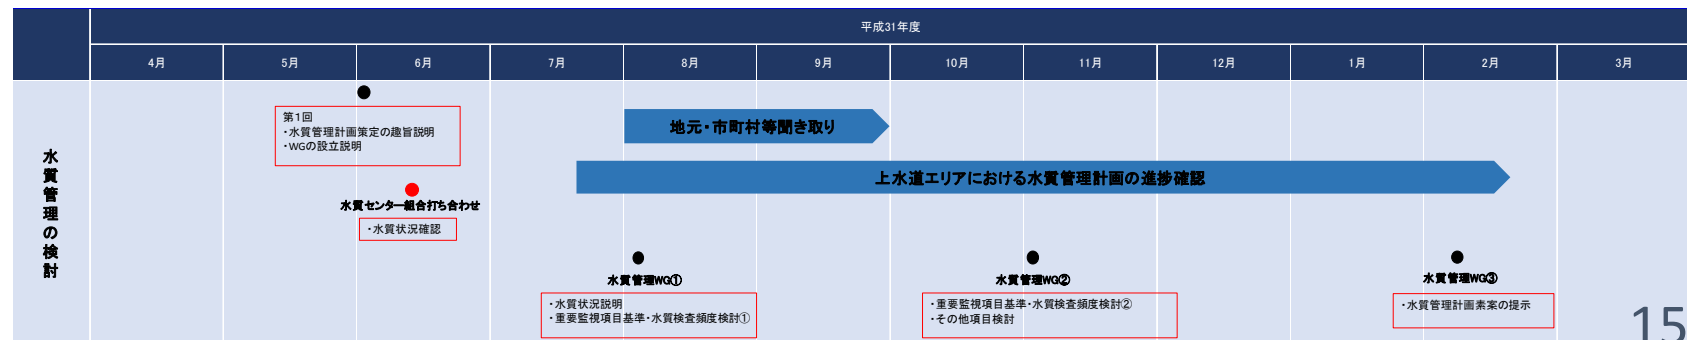 平成31年度
4月
5月
6月
7月
8月
9月
10月
11月
12月
1月
2月
3月
水質管理の検討
第1回
・水質管理計画策定の趣旨説明
・WGの設立説明
地元・市町村等聞き取り
上水道エリアにおける水質管理計画の進捗確認
水質センター組合打ち合わせ
・水質状況確認
水質管理WG①
・水質状況説明
・重要監視項目基準・水質検査頻度検討①
水質管理WG②
・重要監視項目基準・水質検査頻度検討②
・その他項目検討
水質管理WG③
・水質管理計画素案の提示
15